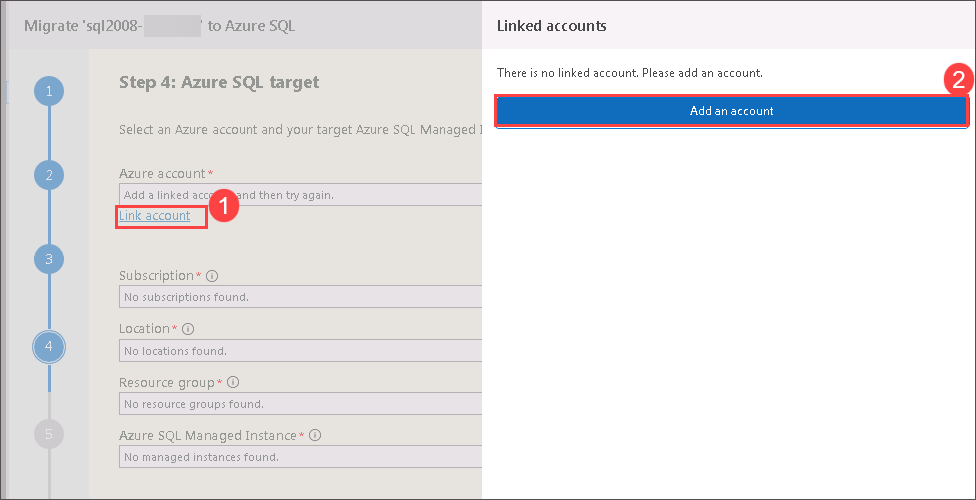 Migrate 'sql2008- ' to Azure SQL
Linked accounts
1
Step 4: Azure SQL target
There is no linked account. Please add an account.
2
Add an account
Select an Azure account and your target Azure SQL Managed I
2
Azure account *
Add a linked acc and then try again.
1
Link account
3
Subscription *
No subscriptions found.
Location *
4
No locations found.
Resource group *
No resource groups found.
5
Azure SQL Managed Instance *
No managed instances found.